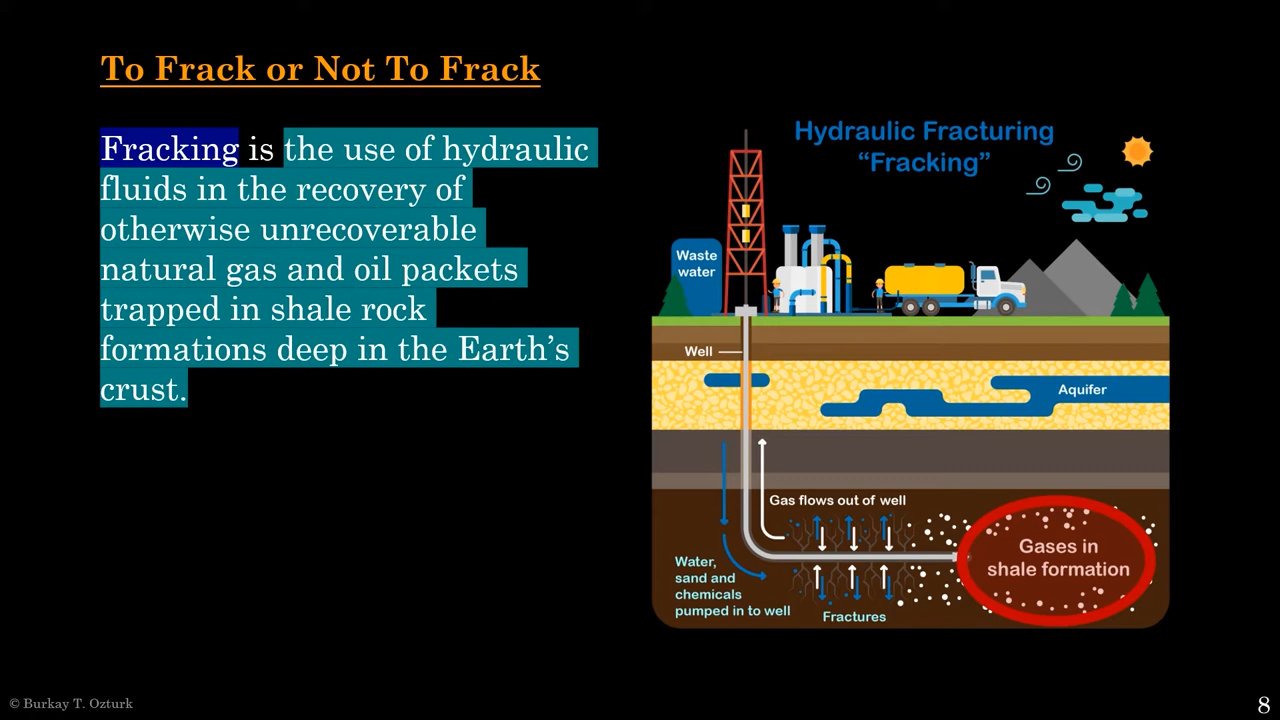 To Frack or Not To Frack
Fracking is the use of hydraulic
fluids in the recovery of
otherwise unrecoverable
natural gas and oil packets
trapped in shale rock
formations deep in the Earth’s
crust.
Hydraulic Fracturing
“Fracking”
Waste
water
Well
Aquifer
Gas flows out of well
Gases in
shale formation
Water,
sand and
chemicals
pumped in to well
Fractures
© Burkay T. Ozturk
8